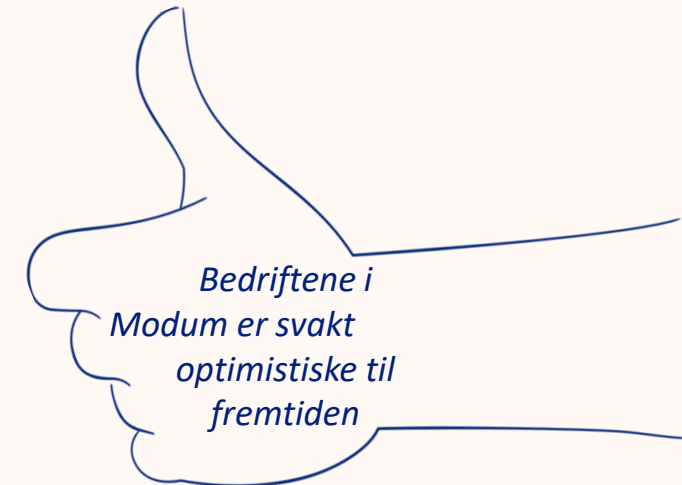 Bedriftene i
Modum er svakt
optimistiske til
fremtiden